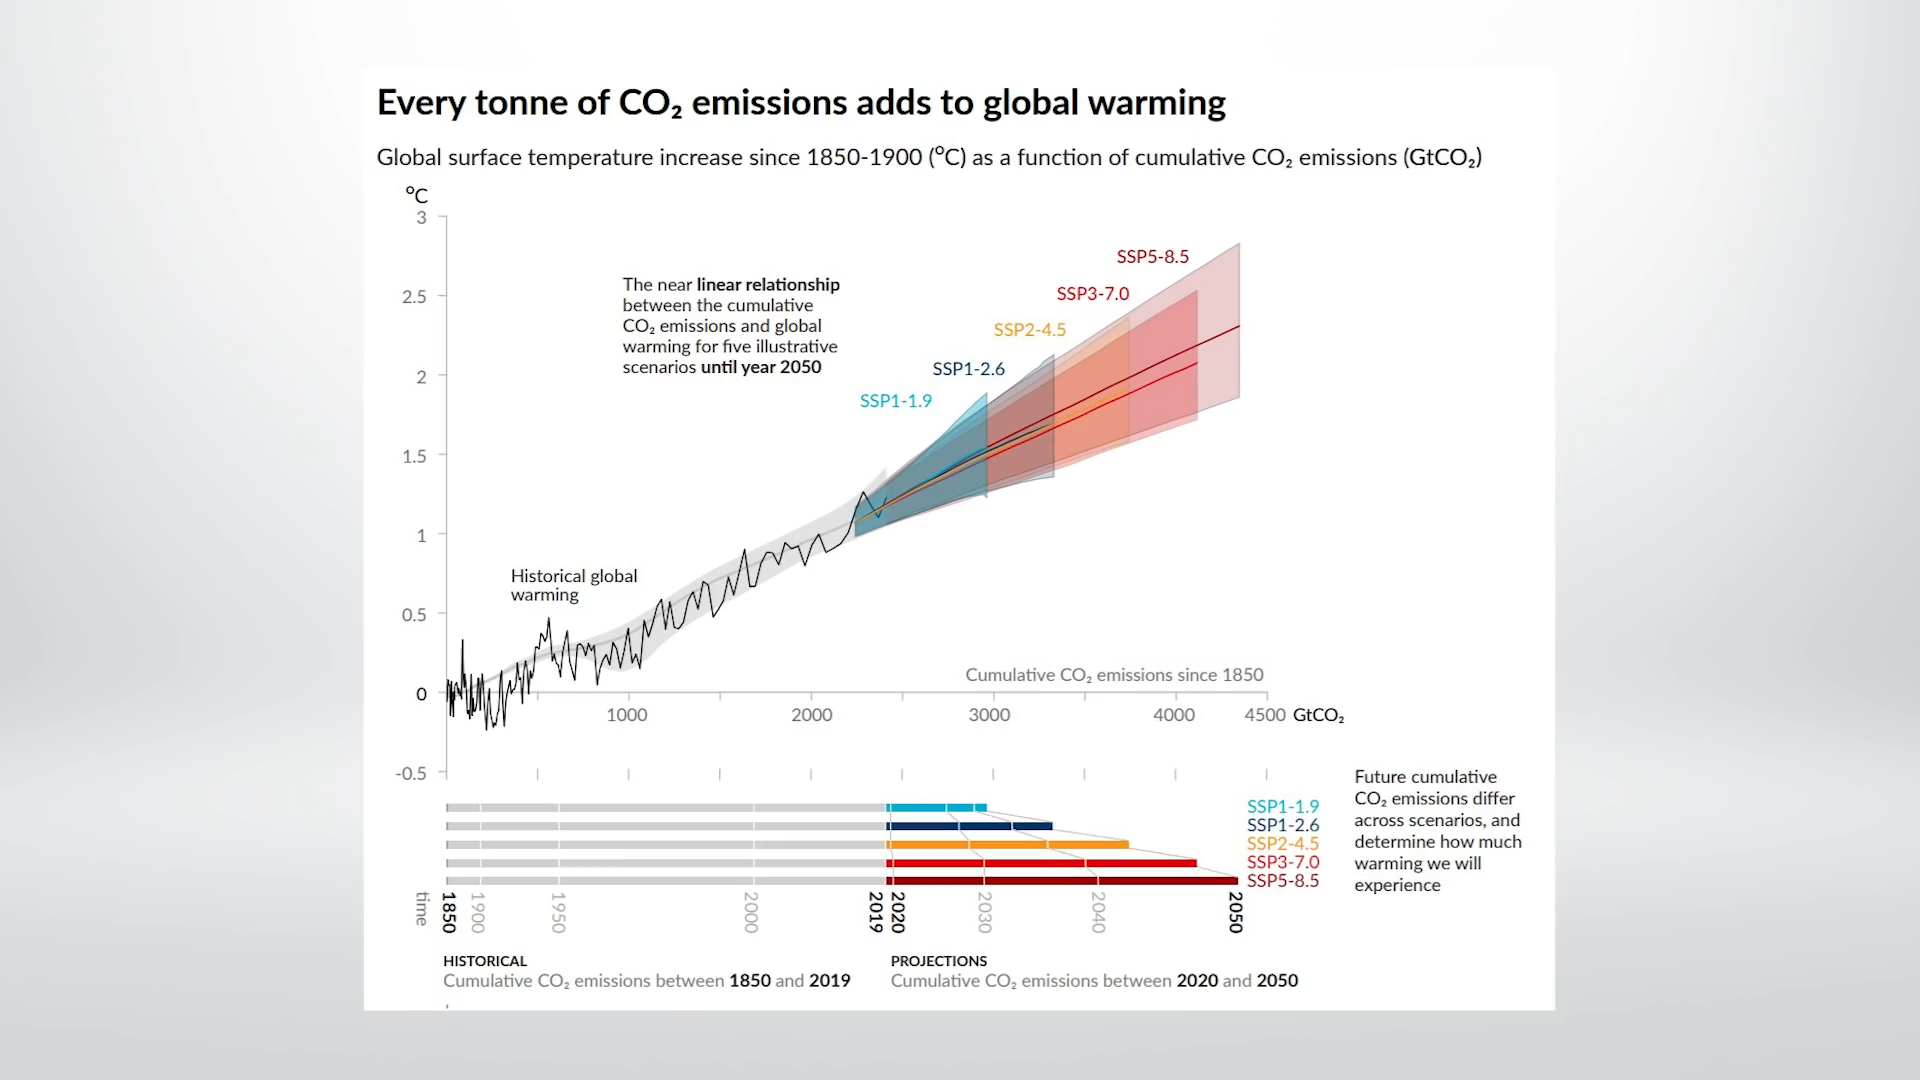 Every tonne of CO₂ emissions adds to global warming
Global surface temperature increase since 1850-1900 (°C) as a function of cumulative CO₂ emissions (GtCO₂)
°C
3
2.5
2
1.5
1
0.5
0
-0.5
The near linear relationship
between the cumulative
CO₂ emissions and global
warming for five illustrative
scenarios until year 2050
SSP5-8.5
SSP3-7.0
SSP2-4.5
SSP1-2.6
SSP1-1.9
Historical global
warming
Cumulative CO₂ emissions since 1850
1000 2000 3000 4000 4500 GtCO₂
SSP1-1.9
SSP1-2.6
SSP2-4.5
SSP3-7.0
SSP5-8.5
Future cumulative
CO₂ emissions differ
across scenarios, and
determine how much
warming we will
experience
time 1850 1900 1950 2000 2019 2020 2030 2040 2050
HISTORICAL
Cumulative CO₂ emissions between 1850 and 2019
PROJECTIONS
Cumulative CO₂ emissions between 2020 and 2050